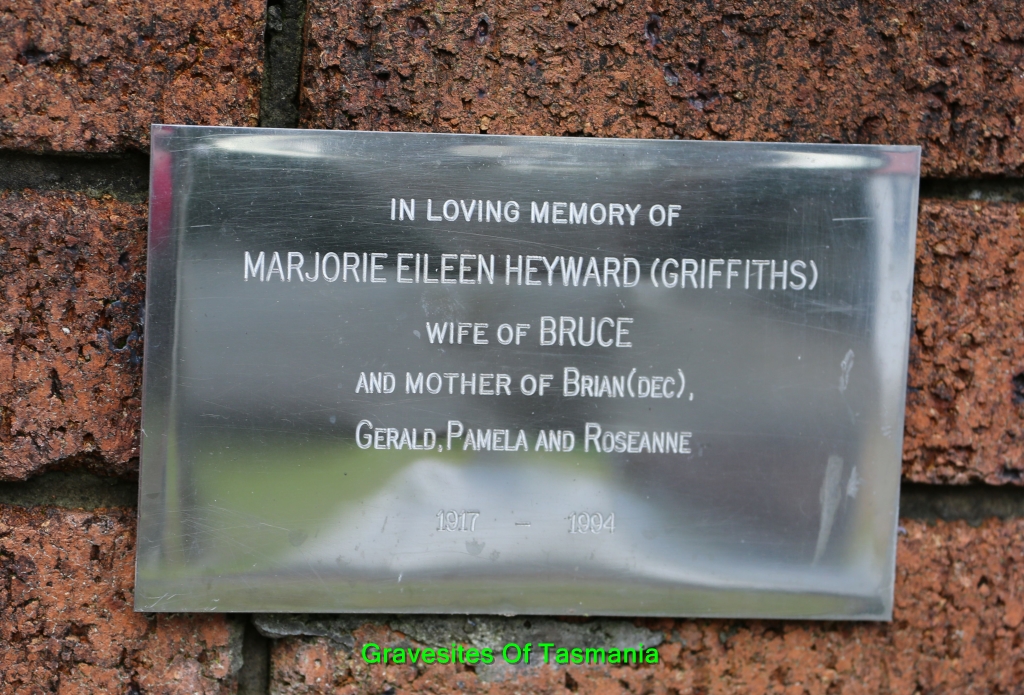 IN LOVING MEMORY OF
MARJORIE EILEEN HEYWARD (GRIFFITHS)
WIFE OF BRUCE
AND MOTHER OF BRIAN(DEC),
GERALD, PAMELA AND ROSEANNE
1917 - 1994
Gravesites Of Tasmania